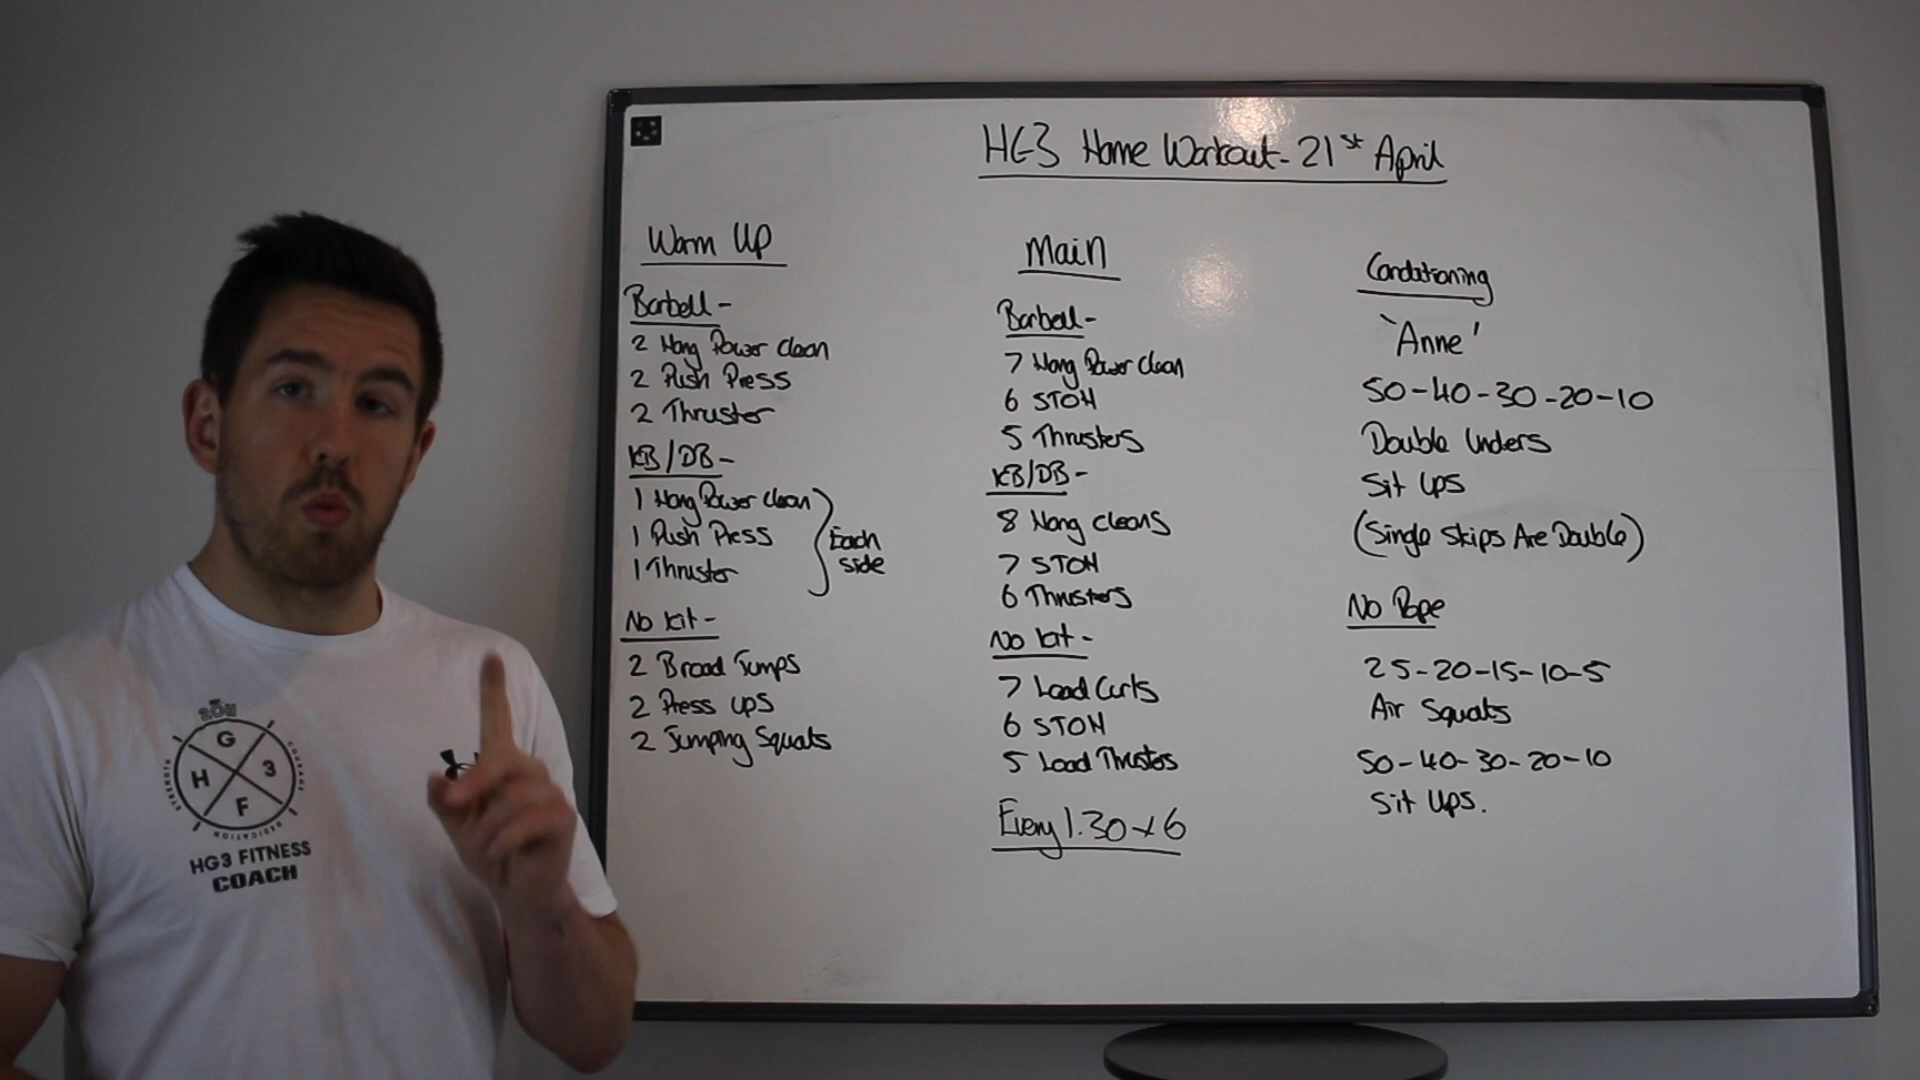 HG3 Home Workout - 21st April
Warm Up
Barbell -
2 Hang Power Clean
2 Push Press
2 Thruster
KB/DB -
1 Hang Power Clean
1 Push Press
1 Thruster
Each
side
No Kit -
2 Broad Jumps
2 Press Ups
2 Jumping Squats
Main
Barbell -
7 Hang Power Clean
6 STOH
5 Thrusters
KB/DB -
8 Hang Cleans
7 STOH
6 Thrusters
No Kit -
7 Load Curls
6 STOH
5 Load Thrusters
Every 1.30 x 6
Conditioning
'Anne'
50-40-30-20-10
Double Unders
Sit Ups
(Single Skips Are Double)
No Rope
25-20-15-10-5
Air Squats
50-40-30-20-10
Sit Ups.
2011
G
H 3
F
COURAGE
STRENGTH
DEDICATION
HG3 FITNESS
COACH